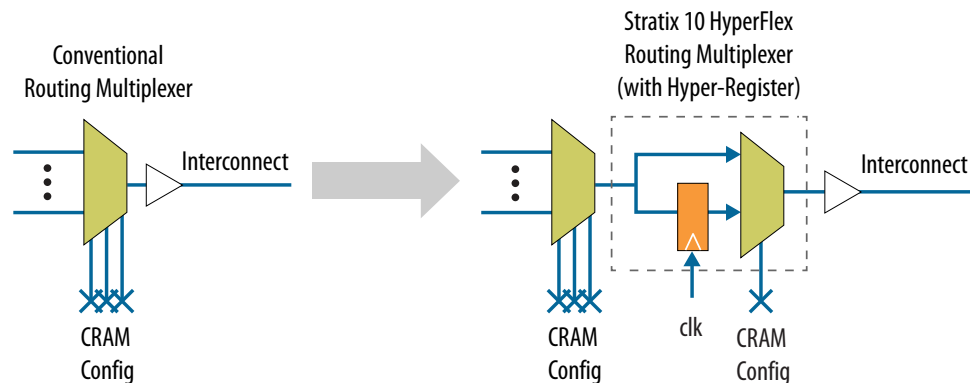 Conventional
Routing Multiplexer
Interconnect
CRAM
Config
Stratix 10 HyperFlex
Routing Multiplexer
(with Hyper-Register)
Interconnect
CRAM
Config
clk
CRAM
Config